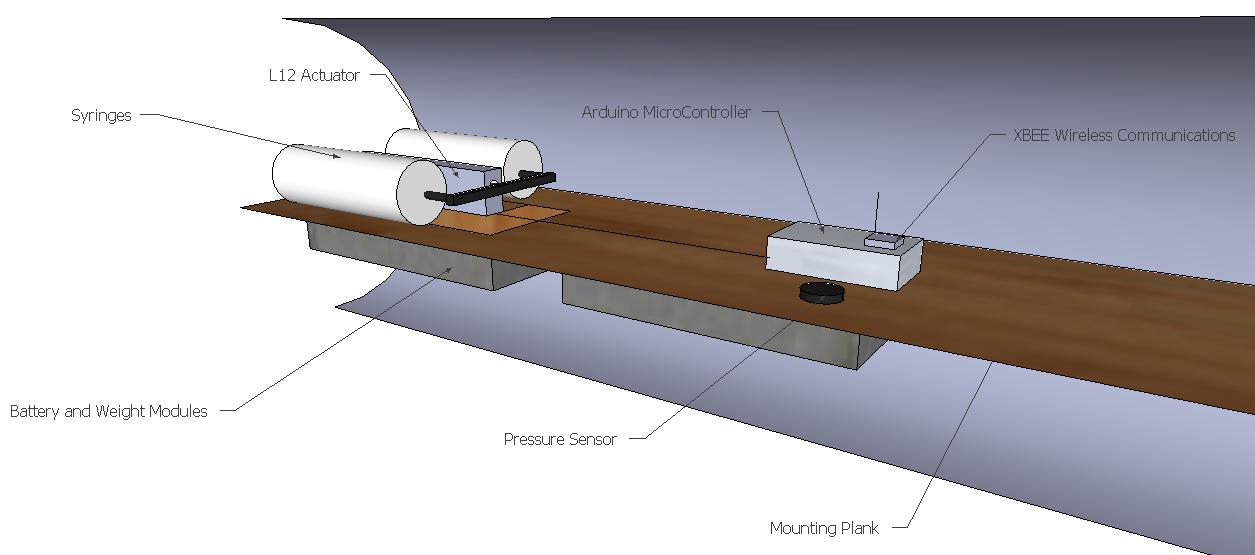 L12 Actuator
Syringes
Arduino MicroController
XBEE Wireless Communications
Battery and Weight Modules
Pressure Sensor
Mounting Plank